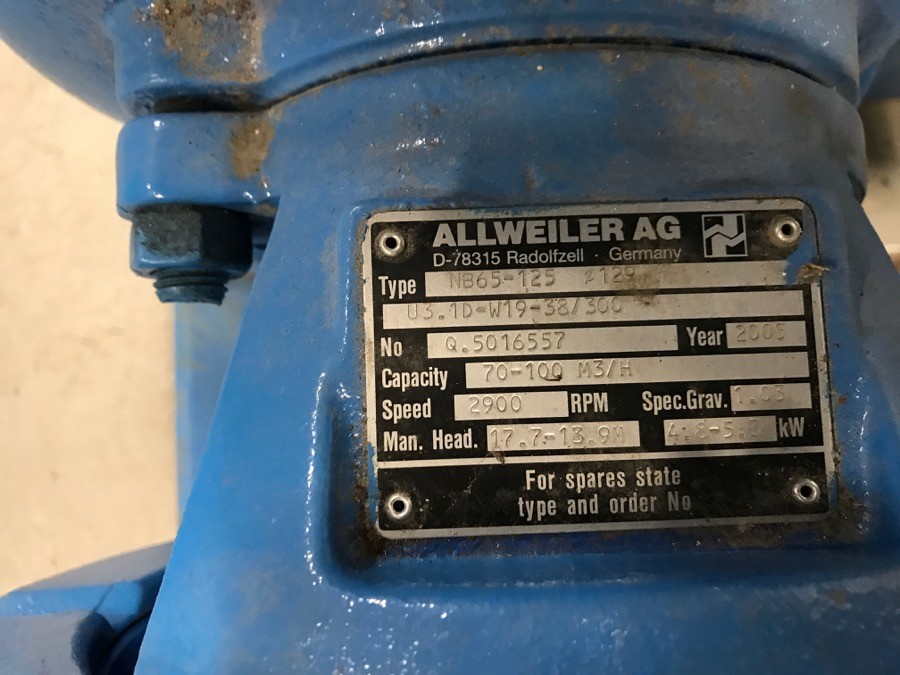 ALLWEILER AG
D-78315 Radolfzell · Germany
Type NB65-125
U3.1D-W19-38/300
No Q.5016557 Year 2005
Capacity 70-100 M3/H
Speed 2900 RPM Spec.Grav. 1.03
Man. Head. 17.7-13.9M kW
For spares state
type and order No